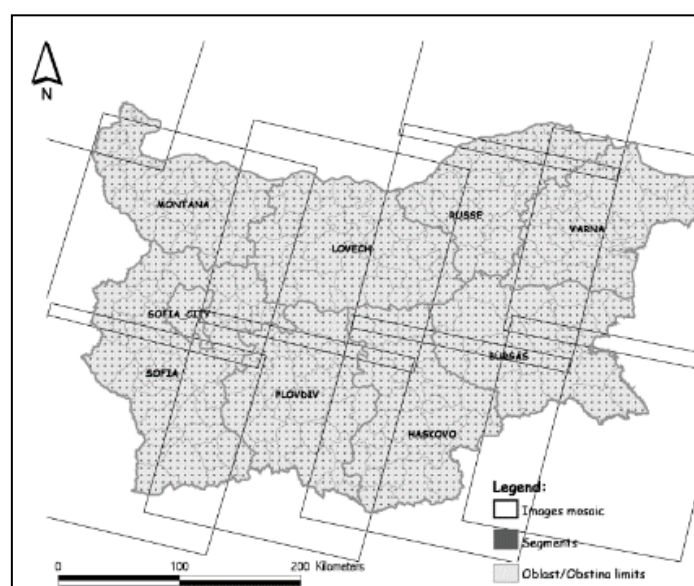 N
MONTANA
LOVECH
RUSSE
VARNA
SOFIA_CITY
SOFIA
PLOVDIV
BURGAS
HASKOVO
Legend:
Images mosaic
Segments
Oblast/Obstina limits
0 100 200 Kilometers